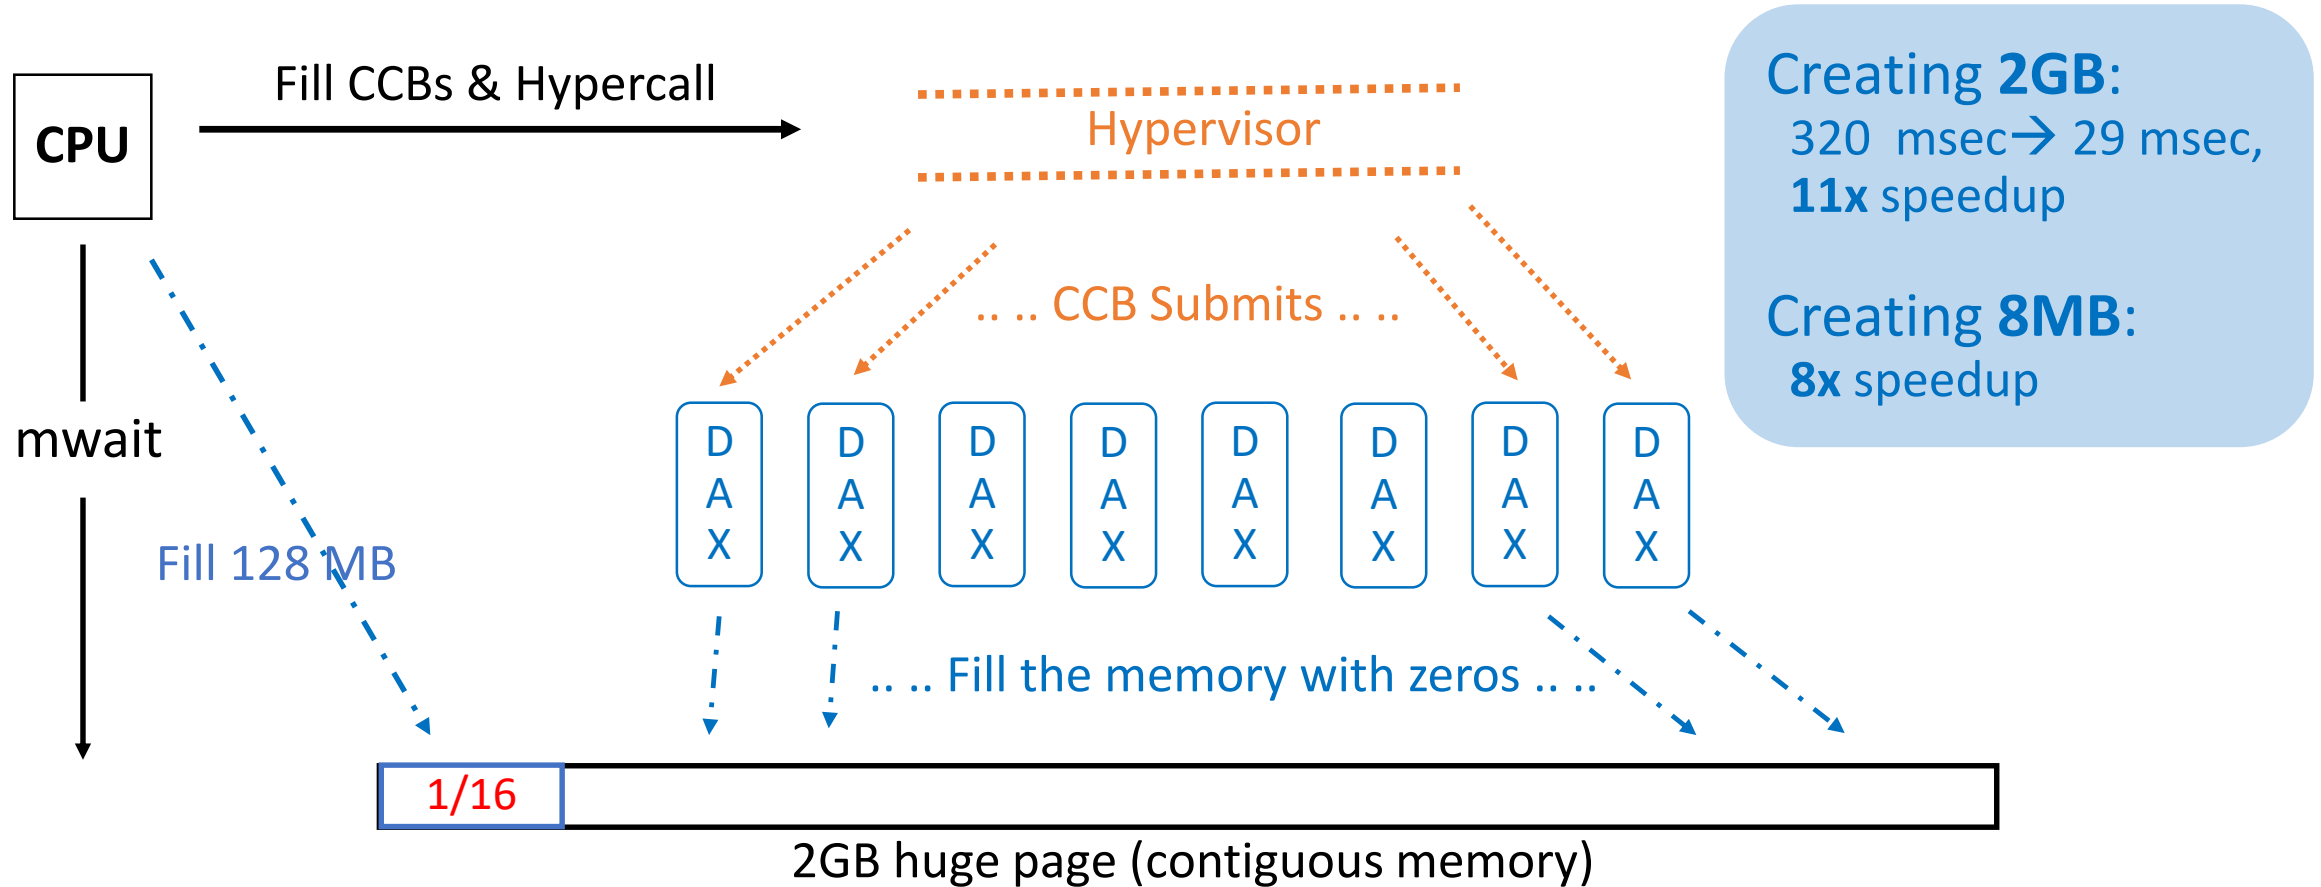 CPU
Fill CCBs & Hypercall
Hypervisor
Creating 2GB:
320 msec→ 29 msec,
11x speedup
Creating 8MB:
8x speedup
.. .. CCB Submits .. ..
mwait
D
A
X
D
A
X
D
A
X
D
A
X
D
A
X
D
A
X
D
A
X
D
A
X
Fill 128 MB
.. .. Fill the memory with zeros .. ..
1/16
2GB huge page (contiguous memory)